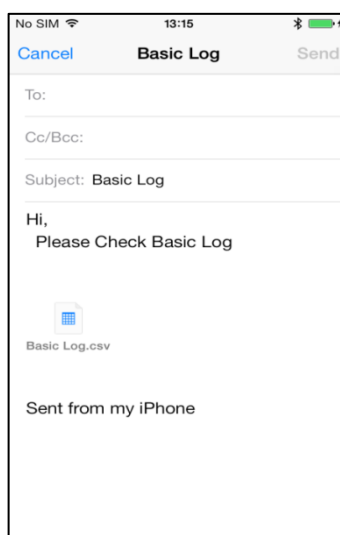 No SIM 13:15
Cancel Basic Log Send
To:
Cc/Bcc:
Subject: Basic Log
Hi,
Please Check Basic Log
Basic Log.csv
Sent from my iPhone